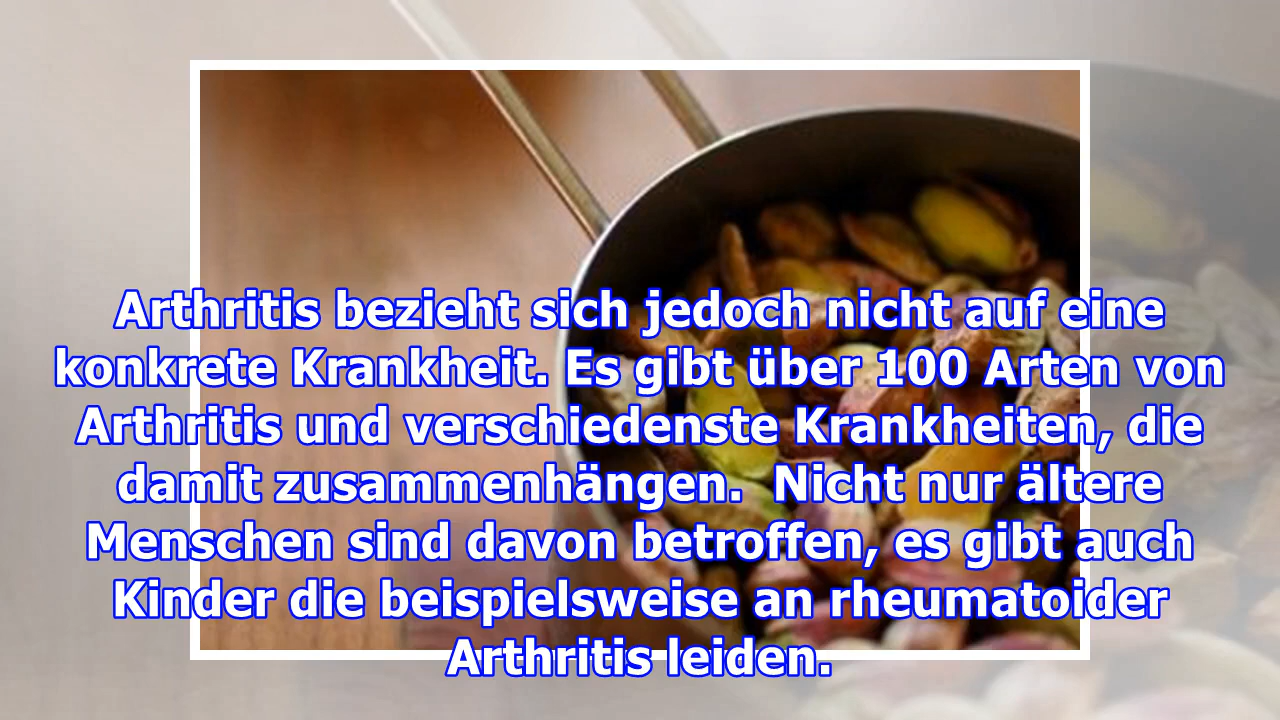 Arthritis bezieht sich jedoch nicht auf eine
konkrete Krankheit. Es gibt über 100 Arten von
Arthritis und verschiedenste Krankheiten, die
damit zusammenhängen.  Nicht nur ältere
Menschen sind davon betroffen, es gibt auch
Kinder die beispielsweise an rheumatoider
Arthritis leiden.